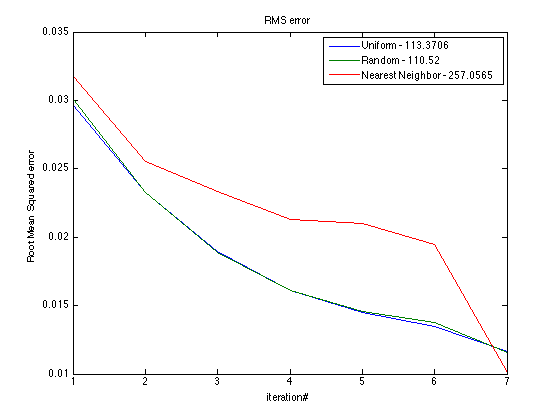 RMS error
0.035
0.03
0.025
0.02
0.015
0.01
Root Mean Squared error
Uniform - 113.3706
Random - 110.52
Nearest Neighbor - 257.0565
1 2 3 4 5 6 7
iteration#